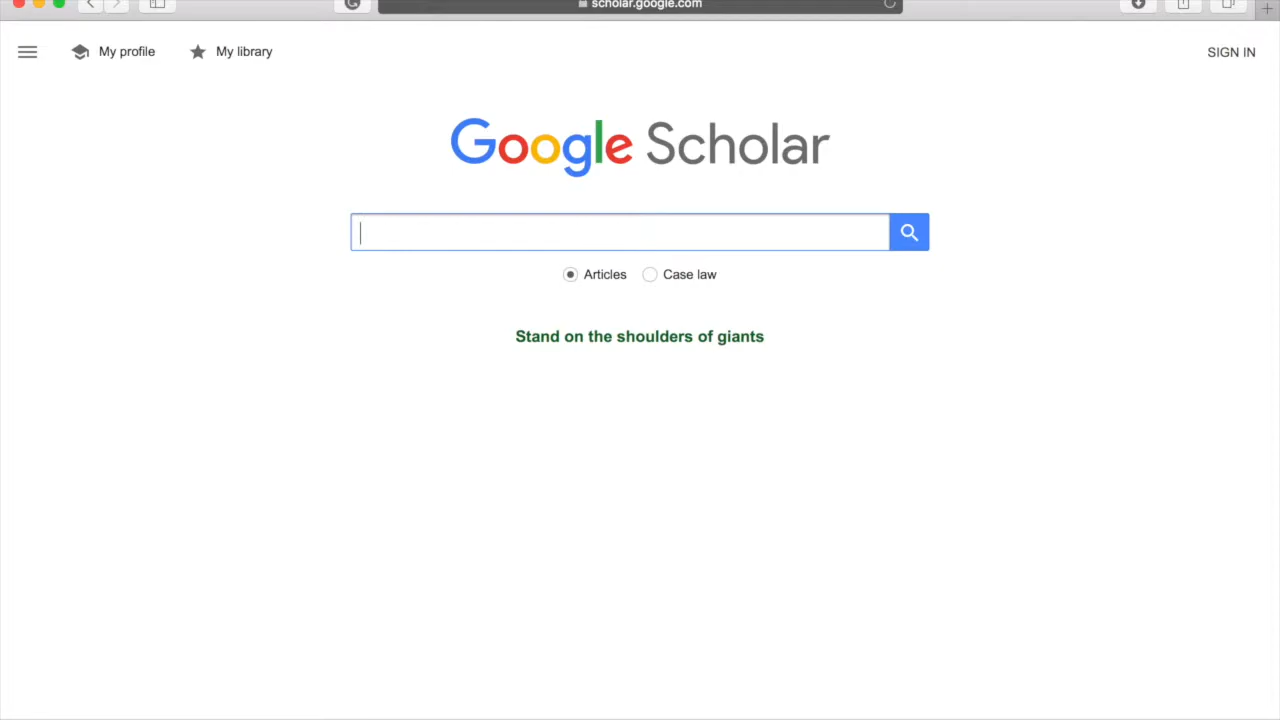 scholar.google.com
My profile
My library
SIGN IN
Google Scholar
Articles
Case law
Stand on the shoulders of giants